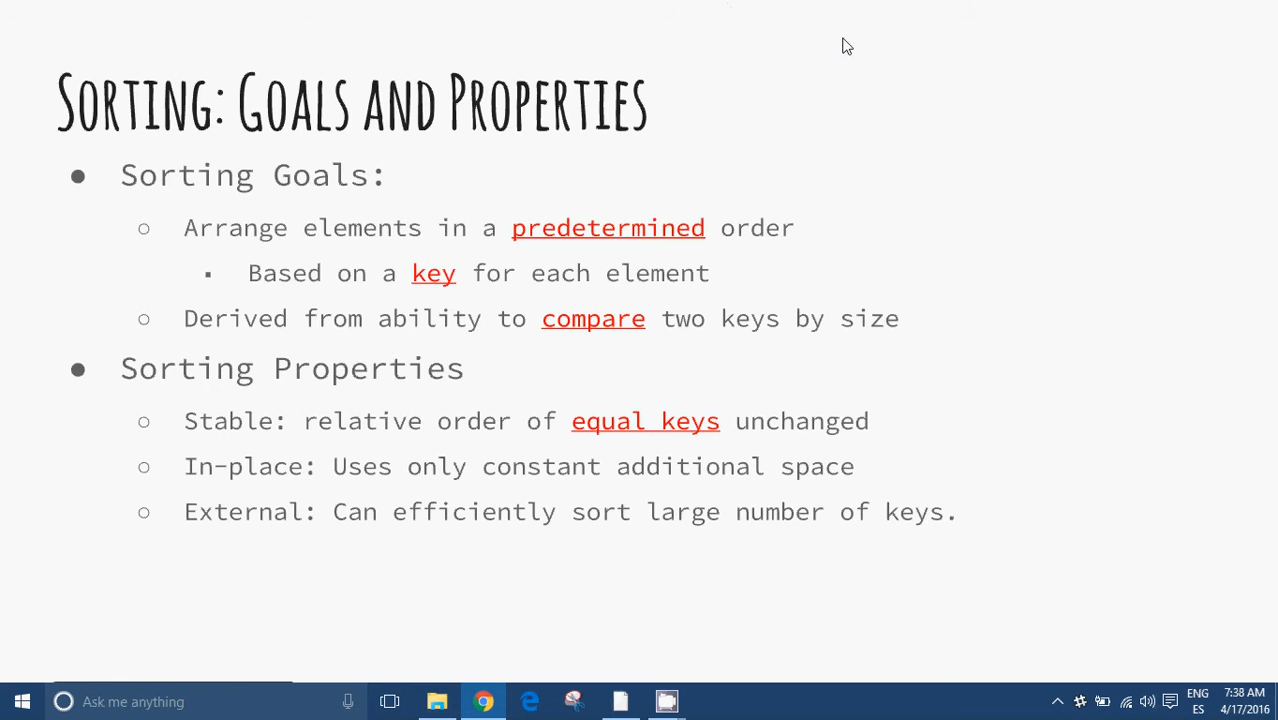 Sorting: Goals and Properties
● Sorting Goals:
○ Arrange elements in a predetermined order
▪ Based on a key for each element
○ Derived from ability to compare two keys by size
● Sorting Properties
○ Stable: relative order of equal keys unchanged
○ In-place: Uses only constant additional space
○ External: Can efficiently sort large number of keys.
Ask me anything
ENG
ES
7:38 AM
4/17/2016